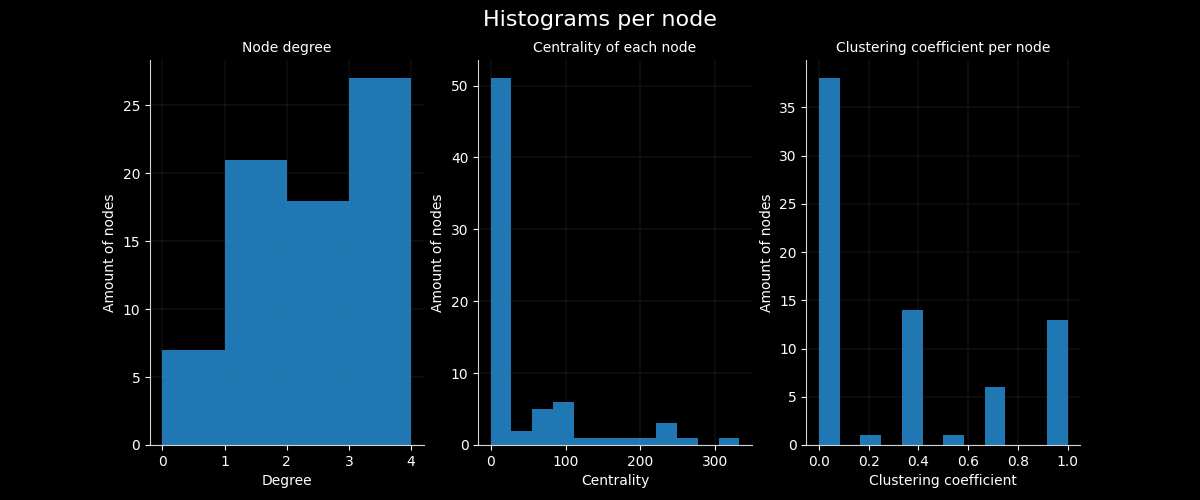 Histograms per node
Node degree
Amount of nodes
25
20
15
10
5
0
0 1 2 3 4
Degree
Centrality of each node
Amount of nodes
50
40
30
20
10
0
0 100 200 300
Centrality
Clustering coefficient per node
Amount of nodes
35
30
25
20
15
10
5
0
0.0 0.2 0.4 0.6 0.8 1.0
Clustering coefficient